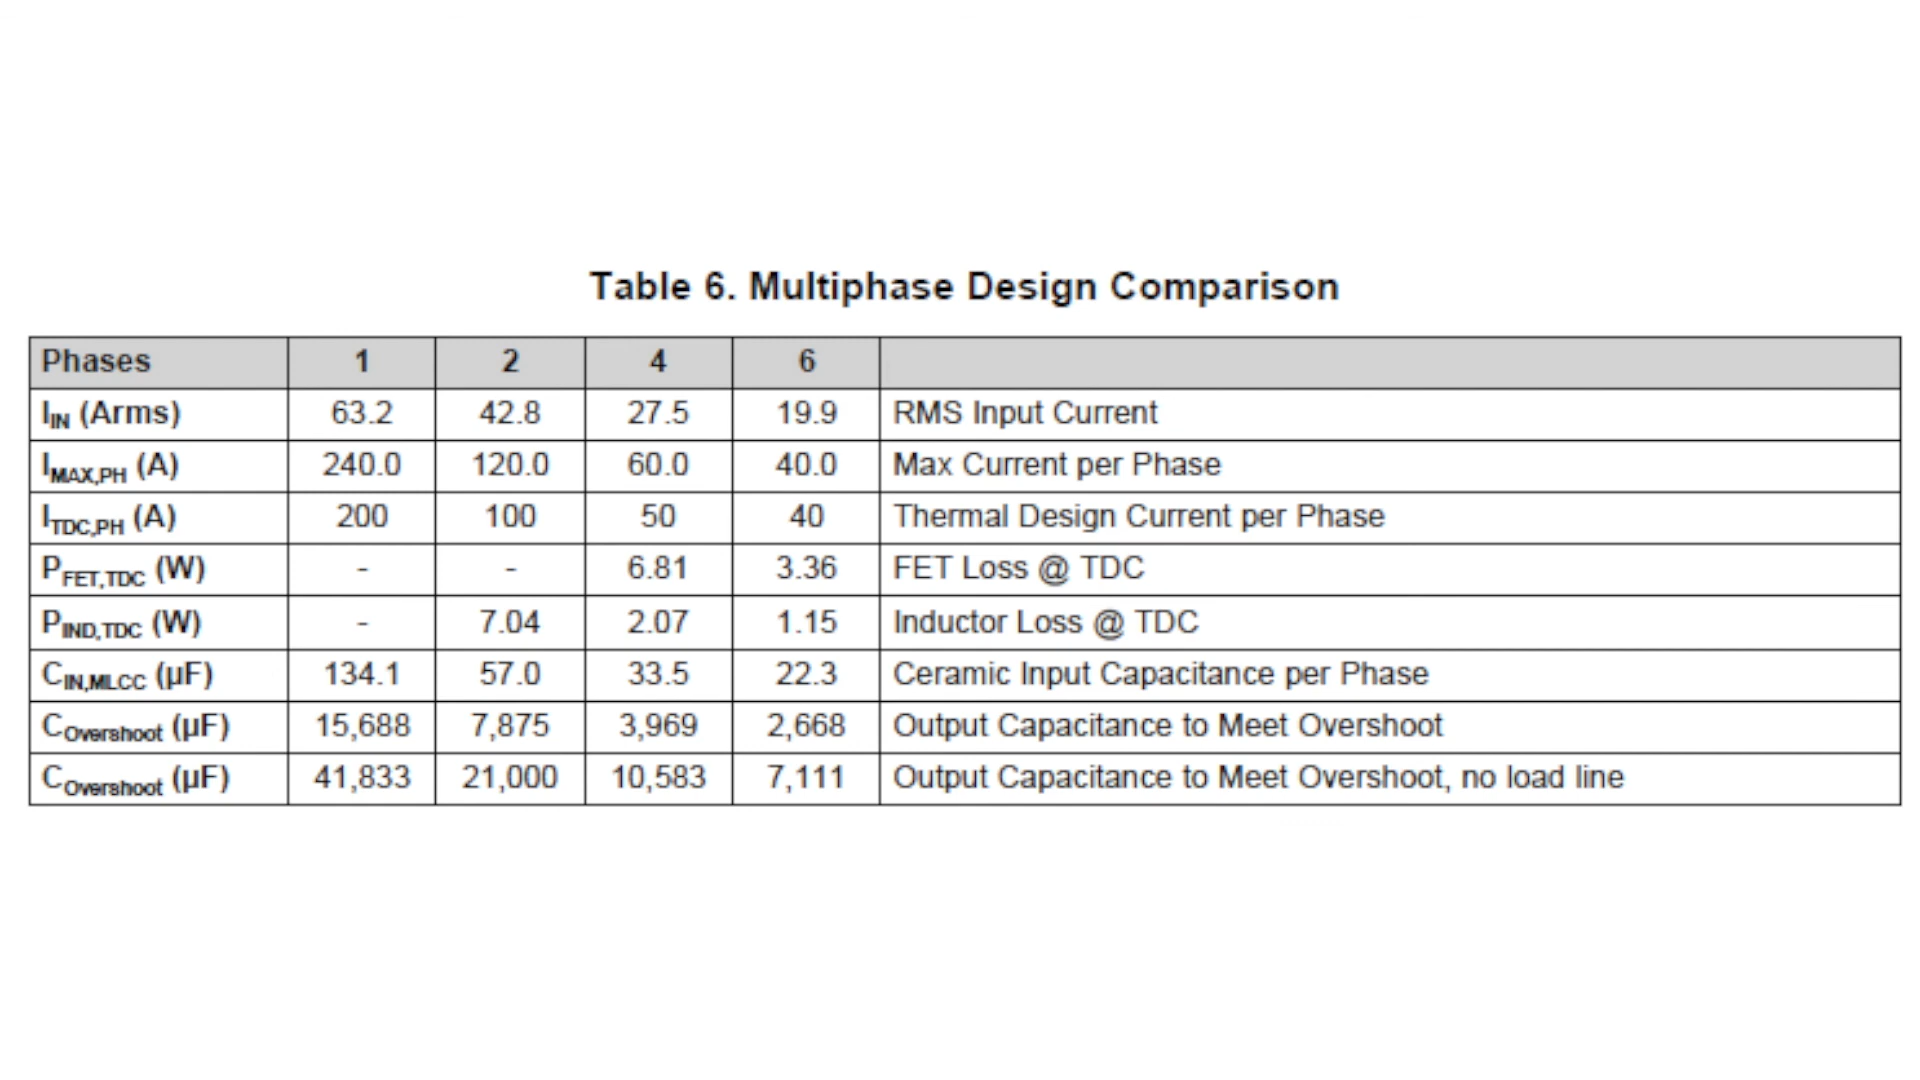 Table 6. Multiphase Design Comparison
Phases 1 2 4 6
IIN (Arms) 63.2 42.8 27.5 19.9 RMS Input Current
IMAX,PH (A) 240.0 120.0 60.0 40.0 Max Current per Phase
ITDC,PH (A) 200 100 50 40 Thermal Design Current per Phase
PFET,TDC (W) - - 6.81 3.36 FET Loss @ TDC
PIND,TDC (W) - 7.04 2.07 1.15 Inductor Loss @ TDC
CIN,MLCC (µF) 134.1 57.0 33.5 22.3 Ceramic Input Capacitance per Phase
COvershoot (µF) 15,688 7,875 3,969 2,668 Output Capacitance to Meet Overshoot
COvershoot (µF) 41,833 21,000 10,583 7,111 Output Capacitance to Meet Overshoot, no load line